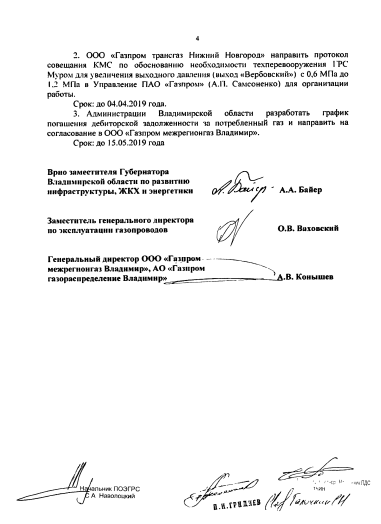 4
2. ООО «Газпром трансгаз Нижний Новгород» направить протокол
совещания КМС по обоснованию необходимости техперевооружения ГРС
Муром для увеличения выходного давления (выход «Вербовский») с 0,6 МПа до
1,2 МПа в Управление ПАО «Газпром» (А.П. Самсоненко) для организации
работы.
Срок: до 04.04.2019 года.
3. Администрации Владимирской области разработать график
погашения дебиторской задолженности за потребленный газ и направить на
согласование в ООО «Газпром межрегионгаз Владимир».
Срок: до 15.05.2019 года
Врио заместителя Губернатора
Владимирской области по развитию
инфраструктуры, ЖКХ и энергетики А.А. Байер
Заместитель генерального директора
по эксплуатации газопроводов О.В. Ваховский
Генеральный директор ООО «Газпром
межрегионгаз Владимир», АО «Газпром
газораспределение Владимир» А.В. Конышев
Начальник ПОЭГРС
С.А. Наволоцкий
В.Н.ГРИДНЕВ